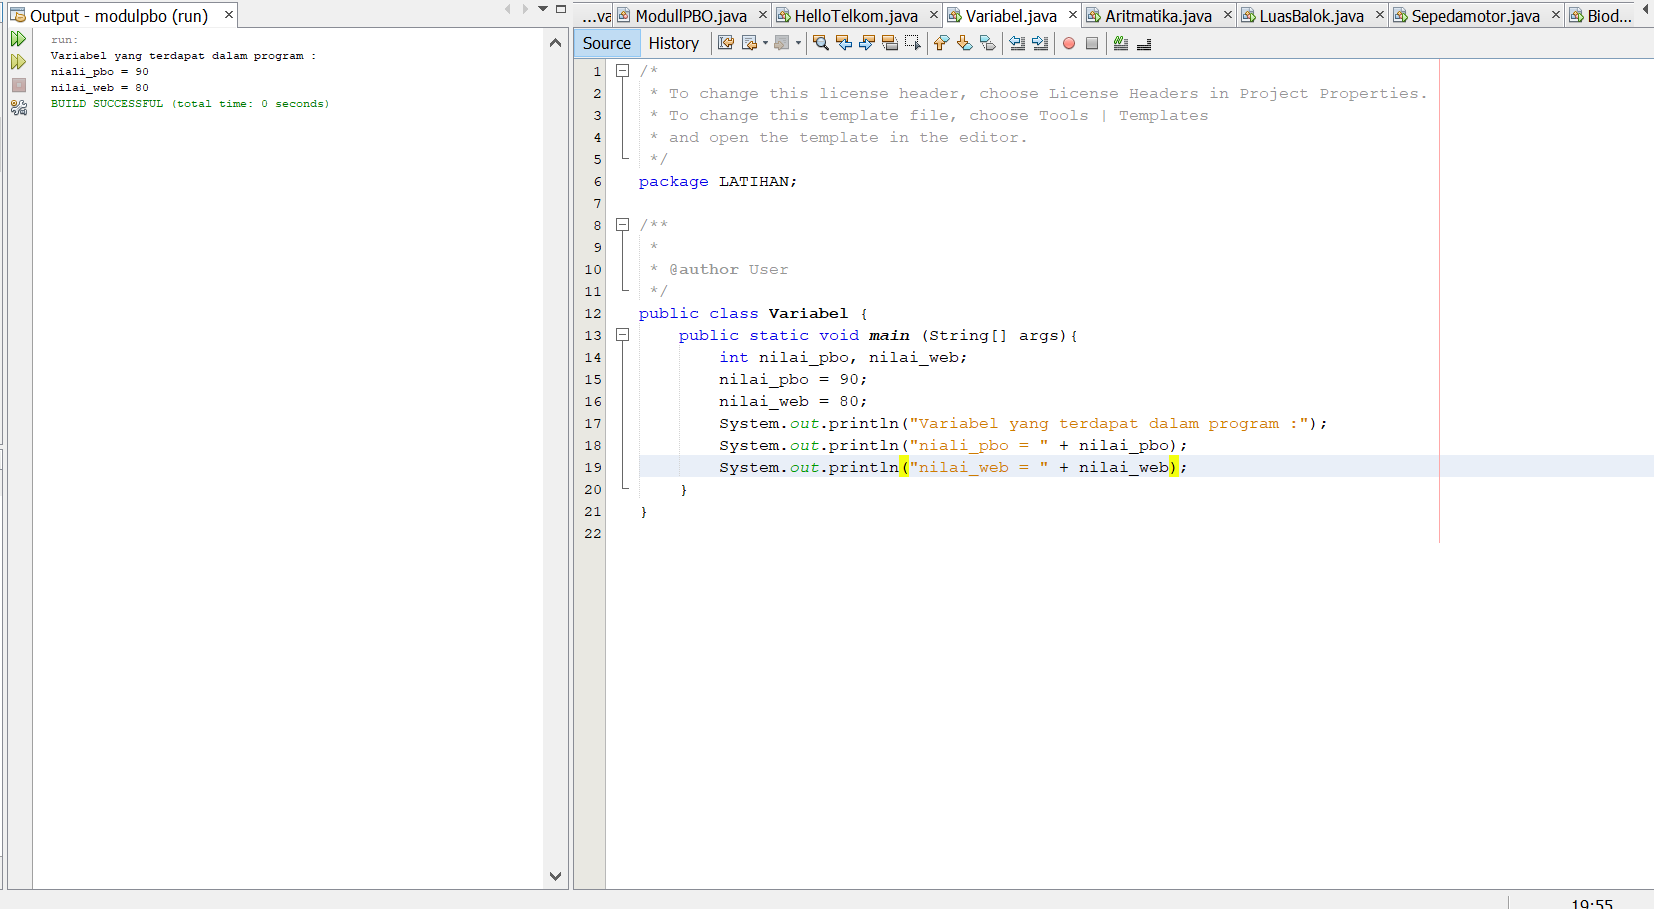 Output - modulpbo (run) ×
run:
Variabel yang terdapat dalam program :
niali_pbo = 90
nilai_web = 80
BUILD SUCCESSFUL (total time: 0 seconds)
...va ModullPBO.java × HelloTelkom.java × Variabel.java × Aritmatika.java × LuasBalok.java × Sepedamotor.java × Biod...
Source History
1 /*
2 * To change this license header, choose License Headers in Project Properties.
3 * To change this template file, choose Tools | Templates
4 * and open the template in the editor.
5 */
6 package LATIHAN;
7
8 /**
9 *
10 * @author User
11 */
12 public class Variabel {
13 public static void main (String[] args){
14 int nilai_pbo, nilai_web;
15 nilai_pbo = 90;
16 nilai_web = 80;
17 System.out.println("Variabel yang terdapat dalam program :");
18 System.out.println("niali_pbo = " + nilai_pbo);
19 System.out.println("nilai_web = " + nilai_web);
20 }
21 }
22
19:55